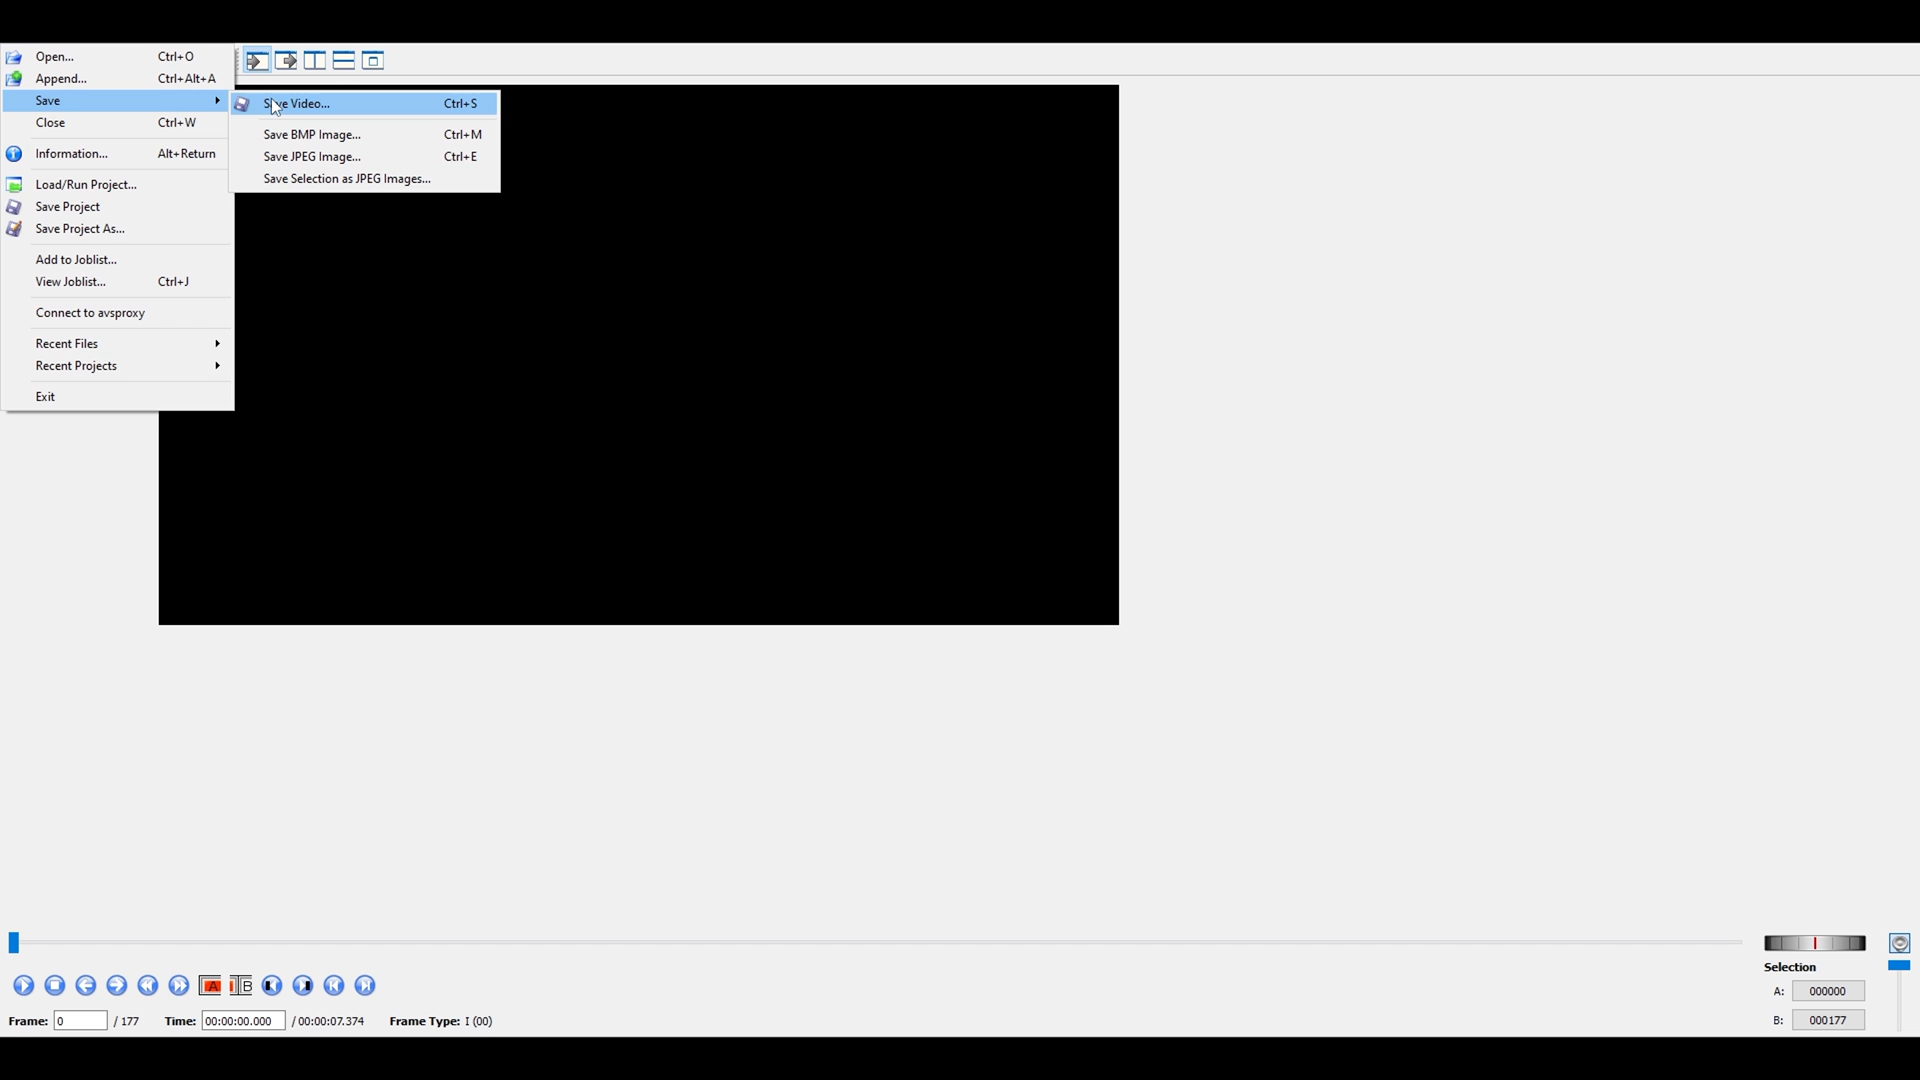 Open... Ctrl+O
Append... Ctrl+Alt+A
Save
Close Ctrl+W
Information... Alt+Return
Load/Run Project...
Save Project
Save Project As...
Add to Joblist...
View Joblist... Ctrl+J
Connect to avsproxy
Recent Files
Recent Projects
Exit
Save Video... Ctrl+S
Save BMP Image... Ctrl+M
Save JPEG Image... Ctrl+E
Save Selection as JPEG Images...
A B
Selection
A: 000000
B: 000177
Frame: 0 / 177 Time: 00:00:00.000 / 00:00:07.374 Frame Type: I (00)